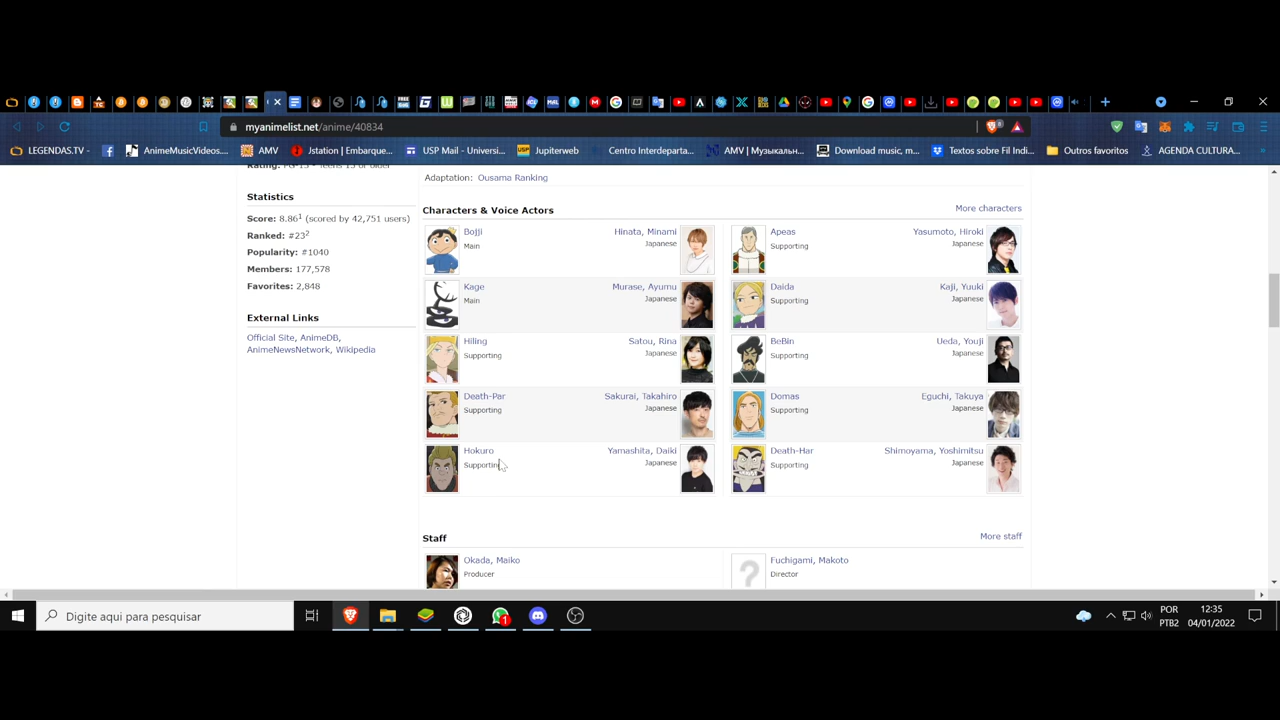 myanimelist.net/anime/40834
LEGENDAS.TV - AnimeMusicVideos... AMV Jstation | Embarque... USP Mail - Universi... Jupiterweb Centro Interdeparta... AMV | Музыкальн... Download music, m... Textos sobre Fil Indi... Outros favoritos AGENDA CULTURA...
Adaptation: Ousama Ranking
Statistics
Score: 8.86¹ (scored by 42,751 users)
Ranked: #23²
Popularity: #1040
Members: 177,578
Favorites: 2,848
External Links
Official Site, AnimeDB,
AnimeNewsNetwork, Wikipedia
Characters & Voice Actors More characters
Bojji Hinata, Minami Apeas Yasumoto, Hiroki
Main Japanese Supporting Japanese
Kage Murase, Ayumu Daida Kaji, Yuuki
Main Japanese Supporting Japanese
Hiling Satou, Rina BeBin Ueda, Youji
Supporting Japanese Supporting Japanese
Death-Par Sakurai, Takahiro Domas Eguchi, Takuya
Supporting Japanese Supporting Japanese
Hokuro Yamashita, Daiki Death-Har Shimoyama, Yoshimitsu
Supporting Japanese Supporting Japanese
Staff More staff
Okada, Maiko Fuchigami, Makoto
Producer Director
Digite aqui para pesquisar
POR 12:35
PTB2 04/01/2022